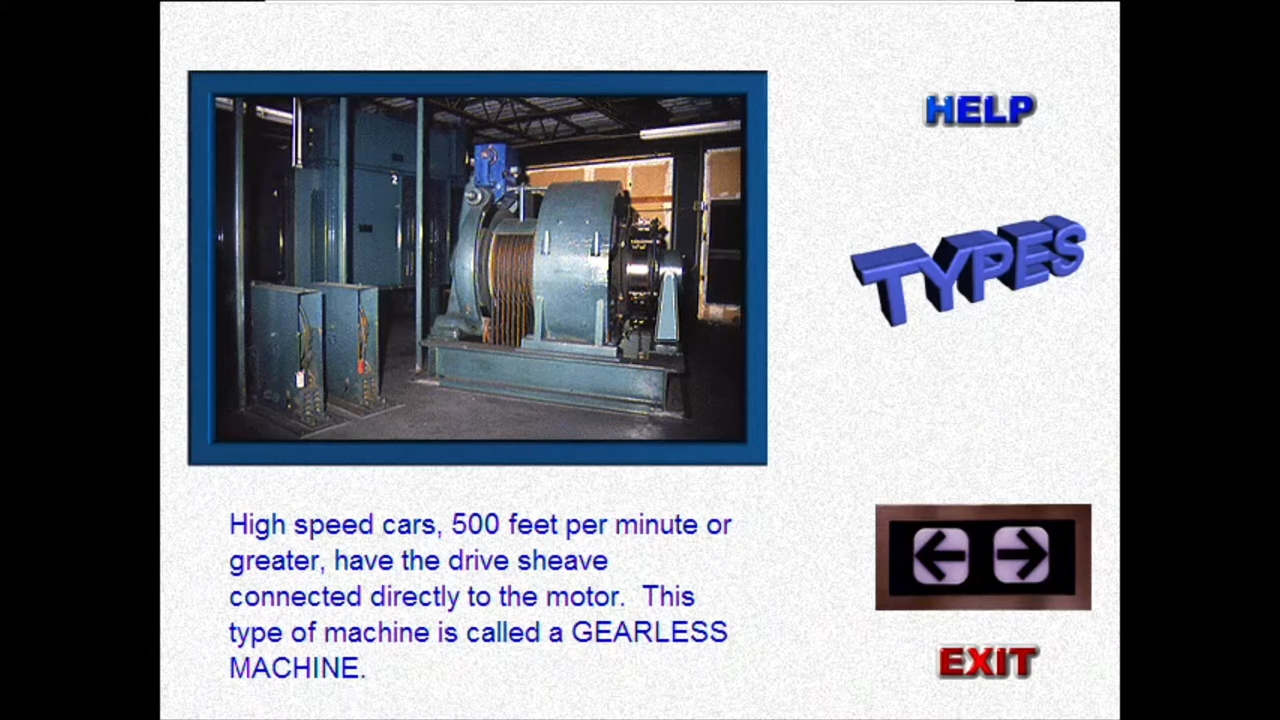 HELP
2
TYPES
High speed cars, 500 feet per minute or
greater, have the drive sheave
connected directly to the motor.  This
type of machine is called a GEARLESS
MACHINE.
EXIT